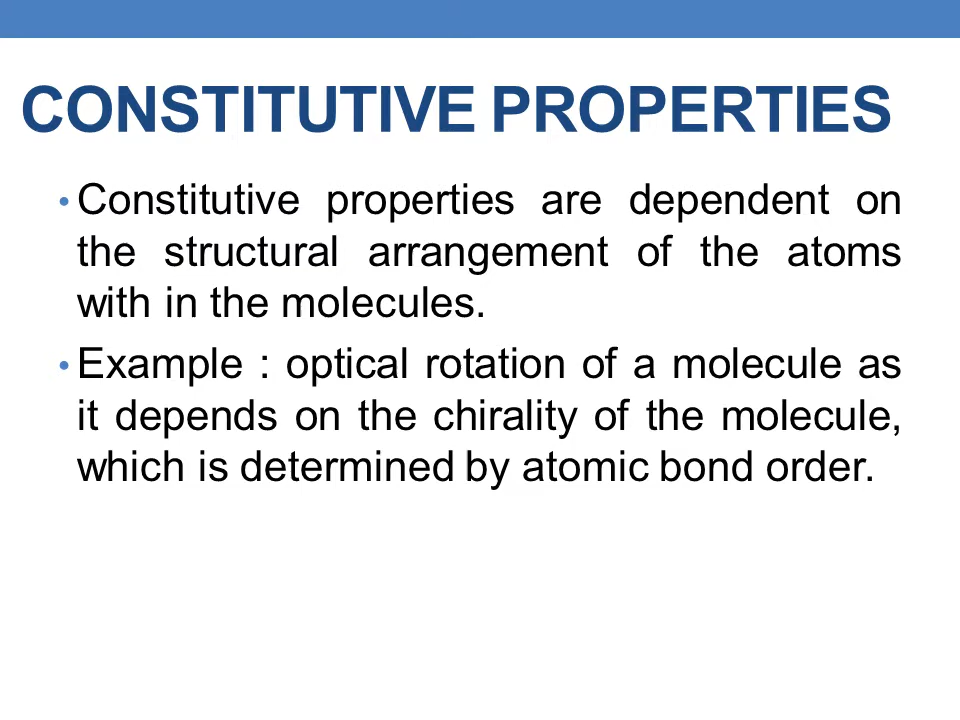 CONSTITUTIVE PROPERTIES
• Constitutive properties are dependent on
the structural arrangement of the atoms
with in the molecules.
• Example : optical rotation of a molecule as
it depends on the chirality of the molecule,
which is determined by atomic bond order.